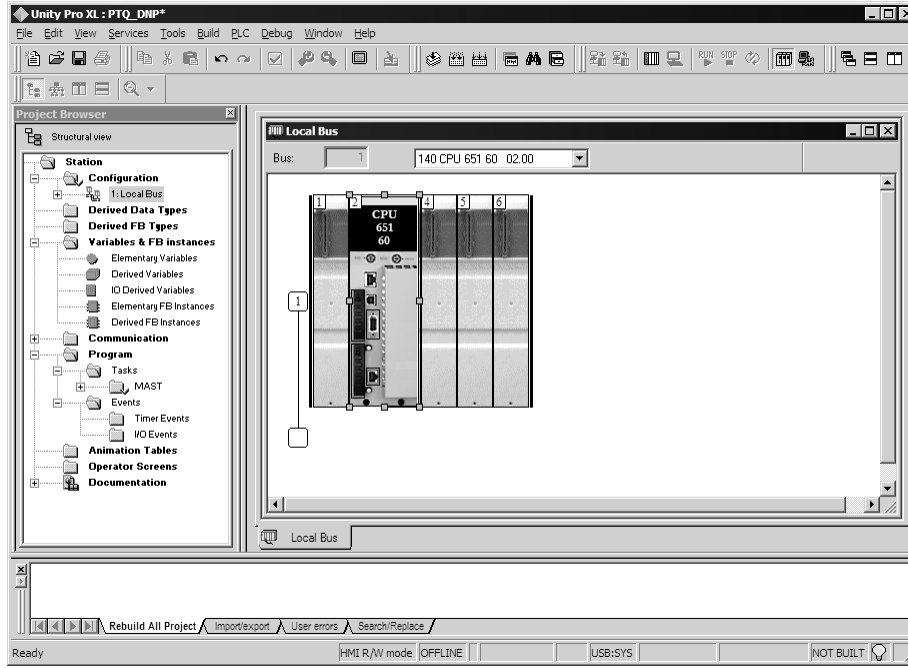 Unity Pro XL : PTQ_DNP*
File Edit View Services Tools Build PLC Debug Window Help
RUN STOP
Project Browser
Structural view
Station
Configuration
1: Local Bus
Derived Data Types
Derived FB Types
Variables & FB instances
Elementary Variables
Derived Variables
IO Derived Variables
Elementary FB Instances
Derived FB Instances
Communication
Program
Tasks
MAST
Events
Timer Events
I/O Events
Animation Tables
Operator Screens
Documentation
Local Bus
Bus: 1 140 CPU 651 60 02.00
1 2 4 5 6
CPU
651
60
1
Local Bus
Rebuild All Project Import/export User errors Search/Replace
Ready HMI R/W mode OFFLINE USB:SYS NOT BUILT